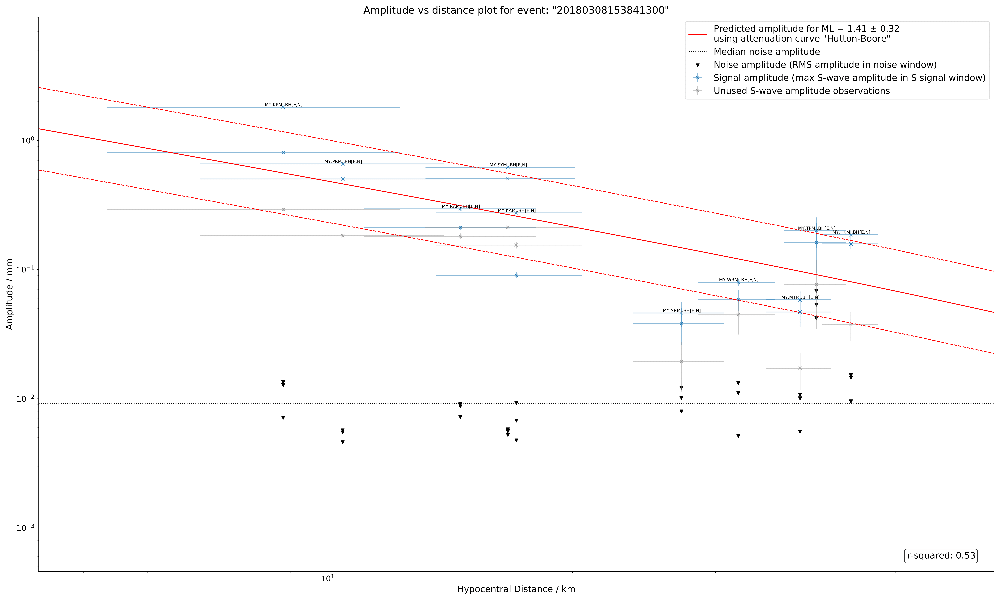 Amplitude vs distance plot for event: "20180308153841300"
Predicted amplitude for ML = 1.41 ± 0.32
using attenuation curve "Hutton-Boore"
Median noise amplitude
Noise amplitude (RMS amplitude in noise window)
Signal amplitude (max S-wave amplitude in S signal window)
Unused S-wave amplitude observations
MY.KPM..BH[E,N]
MY.PRM..BH[E,N]
MY.SYM..BH[E,N]
MY.RAM..BH[E,N]
MY.KAM..BH[E,N]
MY.TPM..BH[E,N]
MY.KKM..BH[E,N]
MY.WRM..BH[E,N]
MY.MTM..BH[E,N]
MY.SRM..BH[E,N]
10⁰
10⁻¹
10⁻²
10⁻³
Amplitude / mm
r-squared: 0.53
10¹
Hypocentral Distance / km